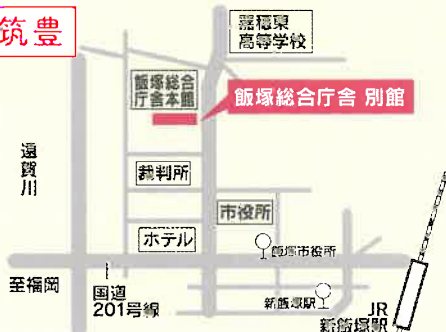 筑豊
嘉穂東
高等学校
飯塚総合
庁舎本館
飯塚総合庁舎 別館
遠賀川
裁判所
市役所
ホテル
飯塚市役所
至福岡
国道
201号線
新飯塚駅
JR
新飯塚駅